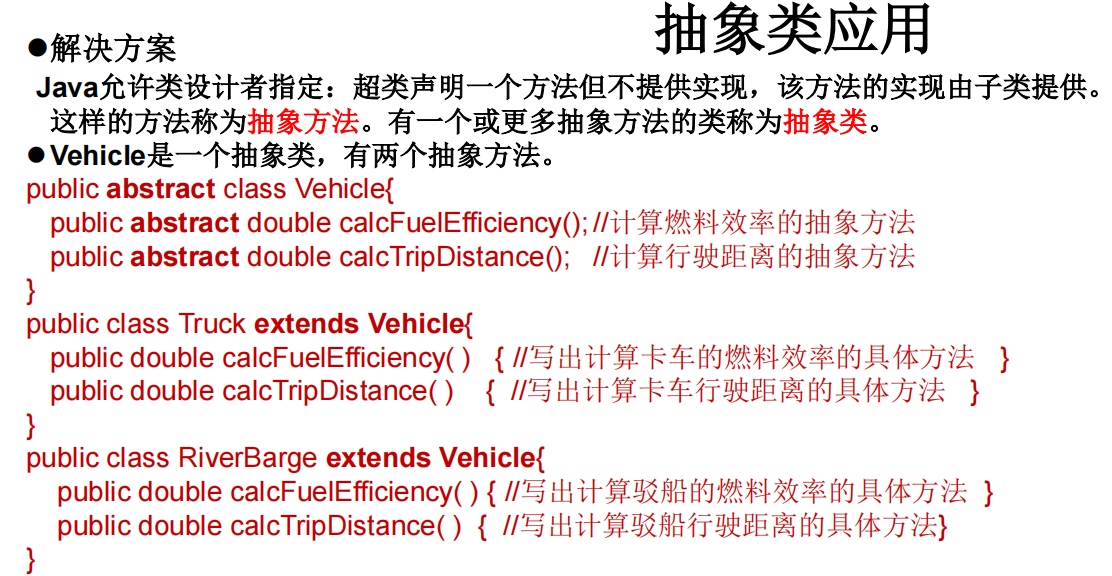 抽象类应用
●解决方案
Java允许类设计者指定：超类声明一个方法但不提供实现，该方法的实现由子类提供。
这样的方法称为抽象方法。有一个或更多抽象方法的类称为抽象类。
●Vehicle是一个抽象类，有两个抽象方法。
public abstract class Vehicle{
public abstract double calcFuelEfficiency(); //计算燃料效率的抽象方法
public abstract double calcTripDistance(); //计算行驶距离的抽象方法
}
public class Truck extends Vehicle{
public double calcFuelEfficiency( ) { //写出计算卡车的燃料效率的具体方法 }
public double calcTripDistance( ) { //写出计算卡车行驶距离的具体方法 }
}
public class RiverBarge extends Vehicle{
public double calcFuelEfficiency( ) { //写出计算驳船的燃料效率的具体方法 }
public double calcTripDistance( ) { //写出计算驳船行驶距离的具体方法}
}